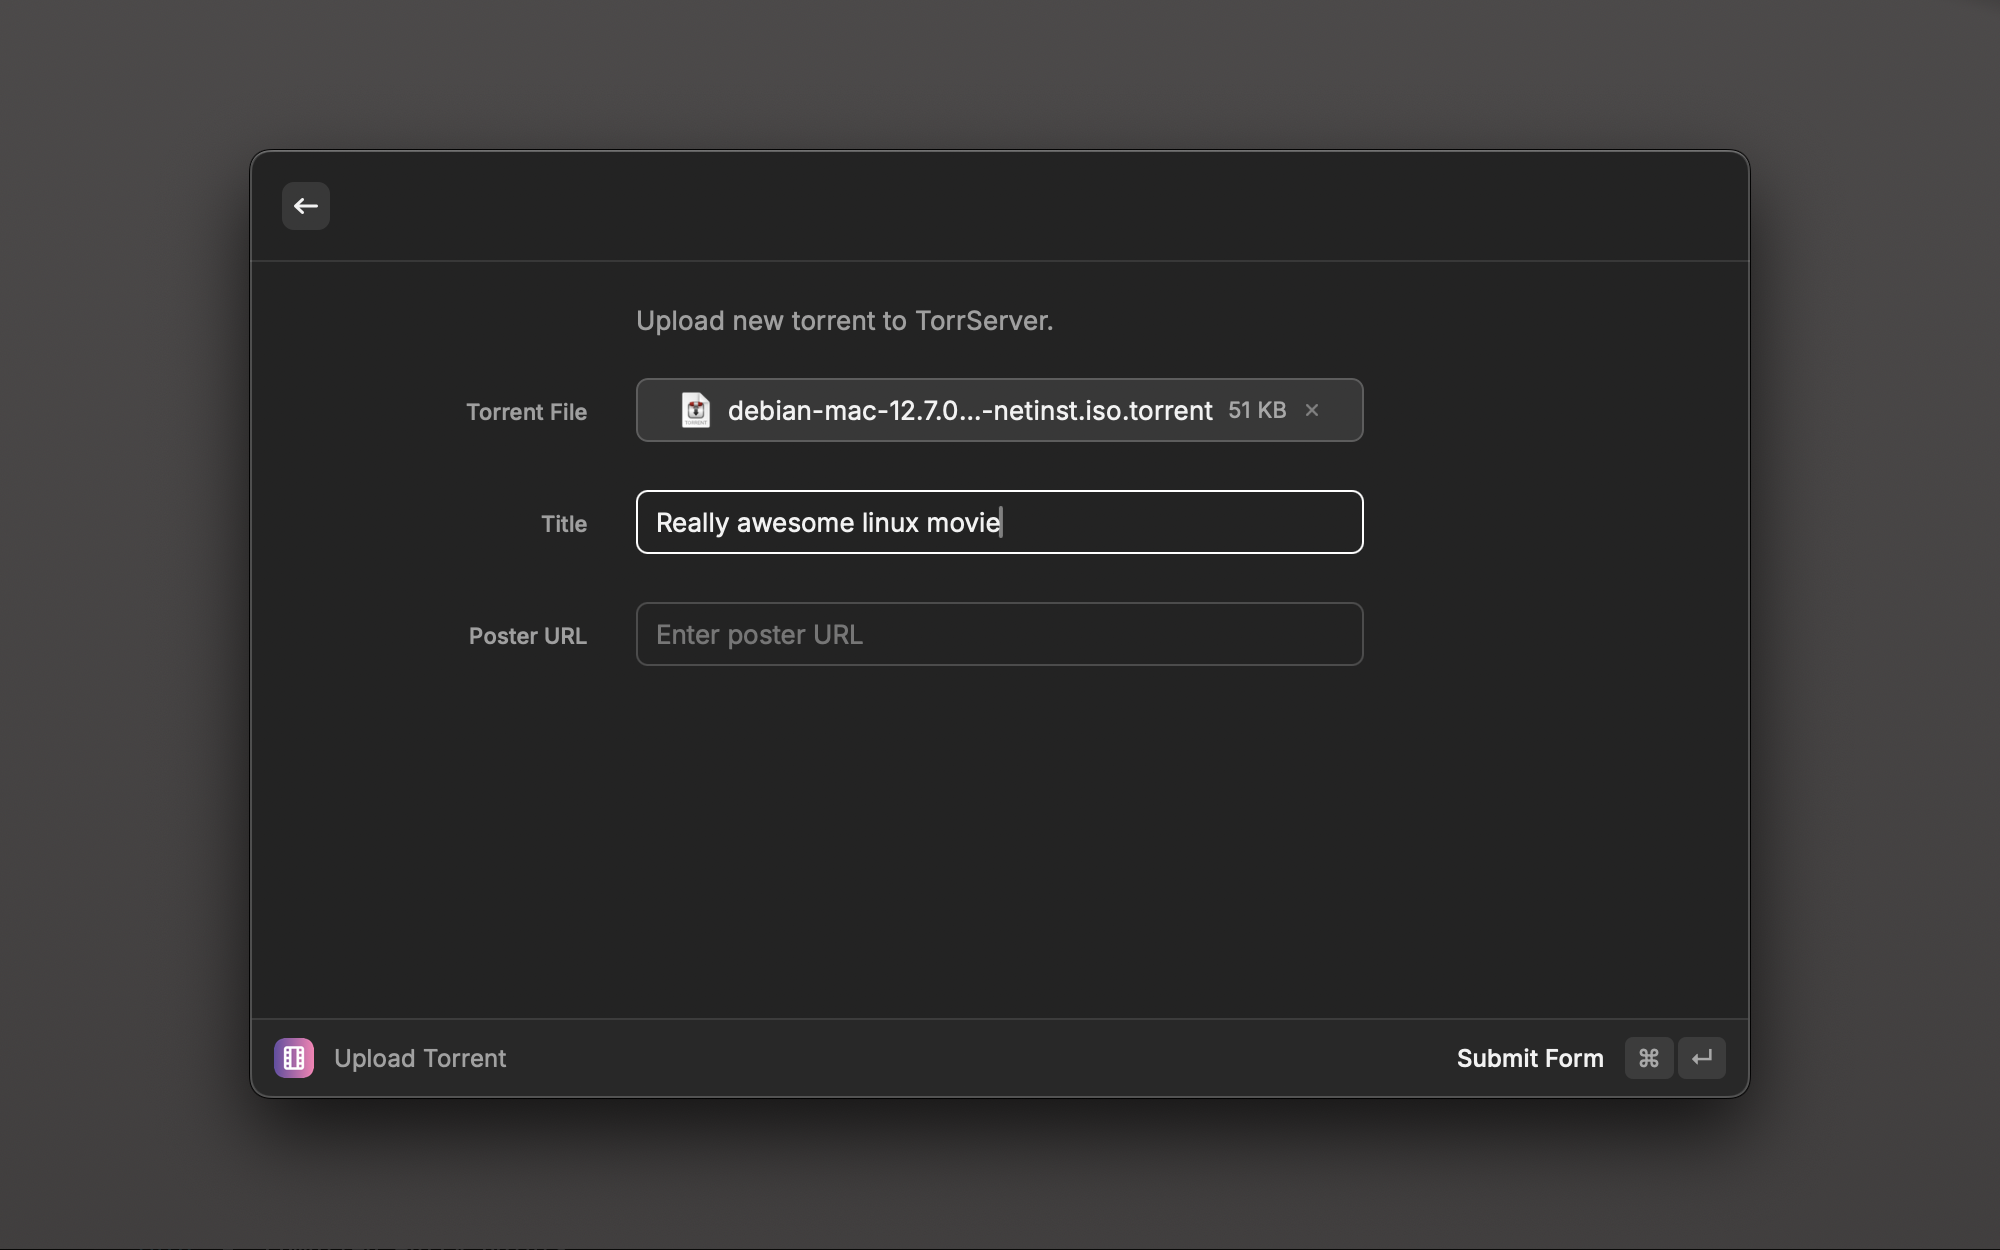 Upload new torrent to TorrServer.
Torrent File
debian-mac-12.7.0...-netinst.iso.torrent 51 KB ×
Title
Really awesome linux movie
Poster URL
Enter poster URL
Upload Torrent
Submit Form ⌘ ↵